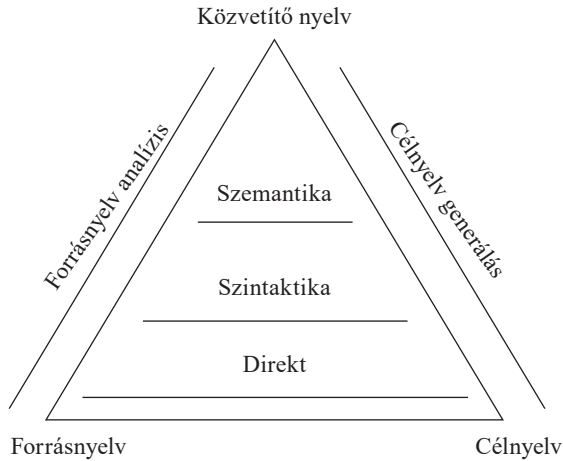 Közvetítő nyelv
Forrásnyelv analízis
Célnyelv generálás
Szemantika
Szintaktika
Direkt
Forrásnyelv
Célnyelv